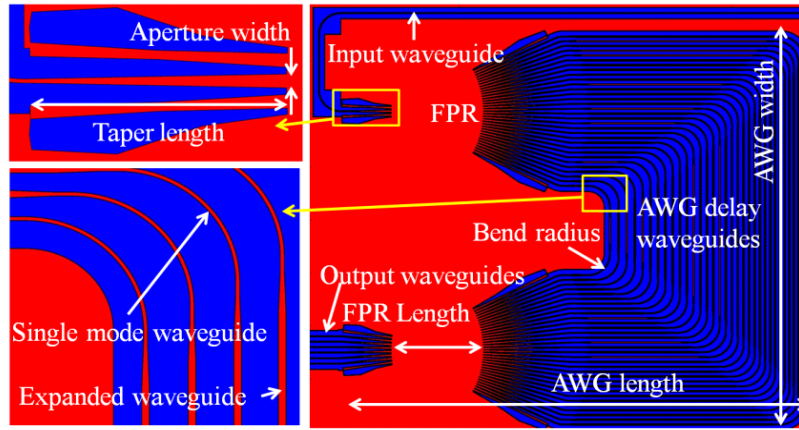 Aperture width
Taper length
Single mode waveguide
Expanded waveguide
Input waveguide
FPR
AWG width
AWG delay
waveguides
Bend radius
Output waveguides
FPR Length
AWG length